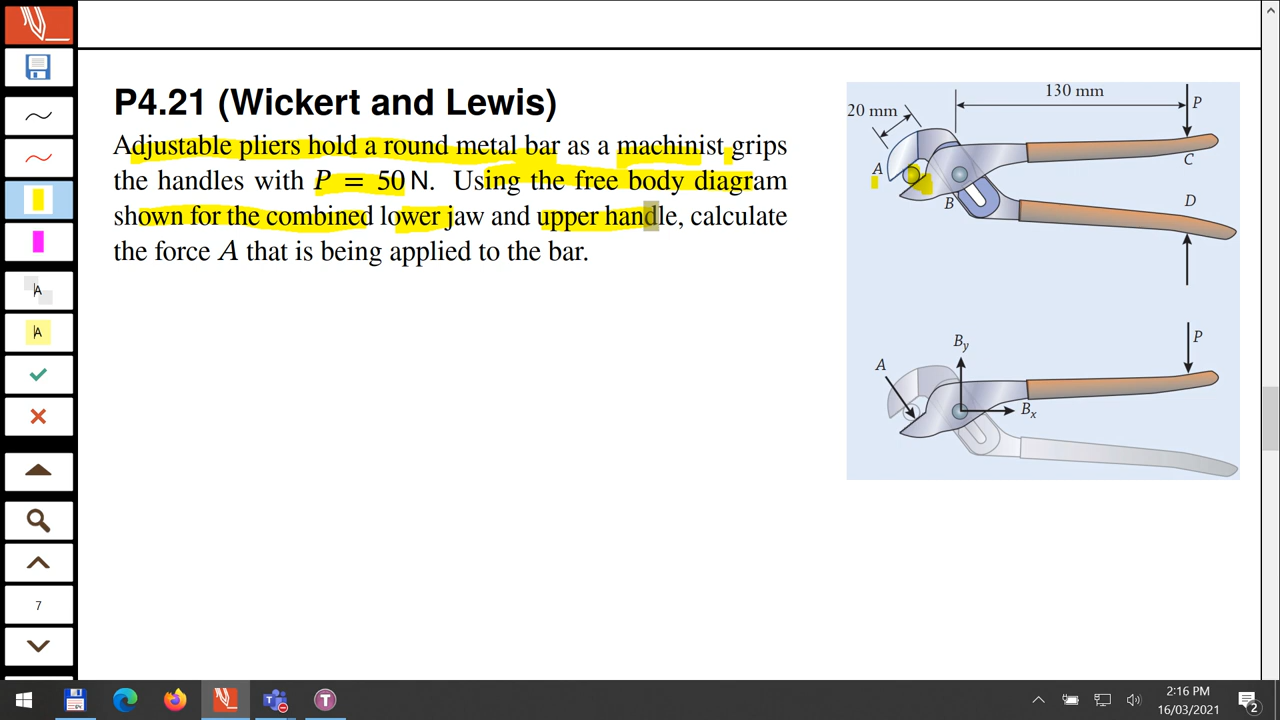 P4.21 (Wickert and Lewis)
Adjustable pliers hold a round metal bar as a machinist grips
the handles with P = 50 N. Using the free body diagram
shown for the combined lower jaw and upper handle, calculate
the force A that is being applied to the bar.
130 mm
P
20 mm
A
C
B
D
P
By
A
Bx
A
A
7
T
2:16 PM
16/03/2021
2